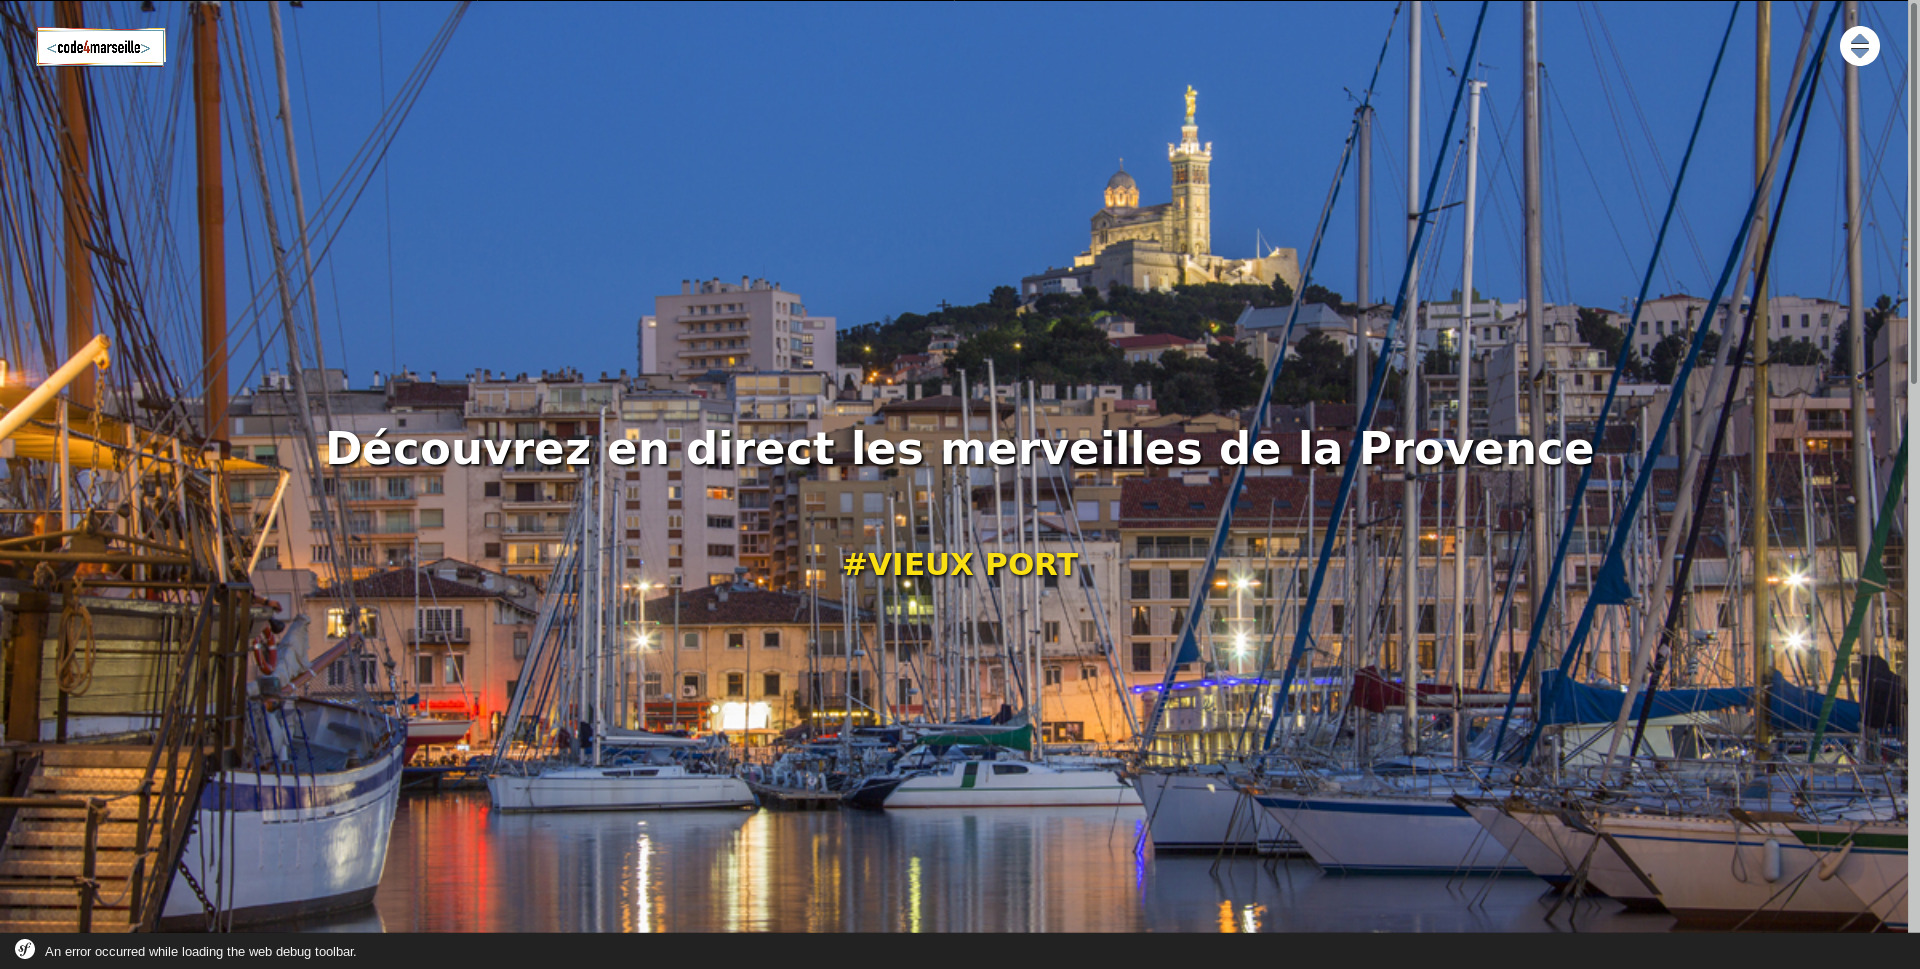 <code4marseille>
Découvrez en direct les merveilles de la Provence
#VIEUX PORT
sf An error occurred while loading the web debug toolbar.